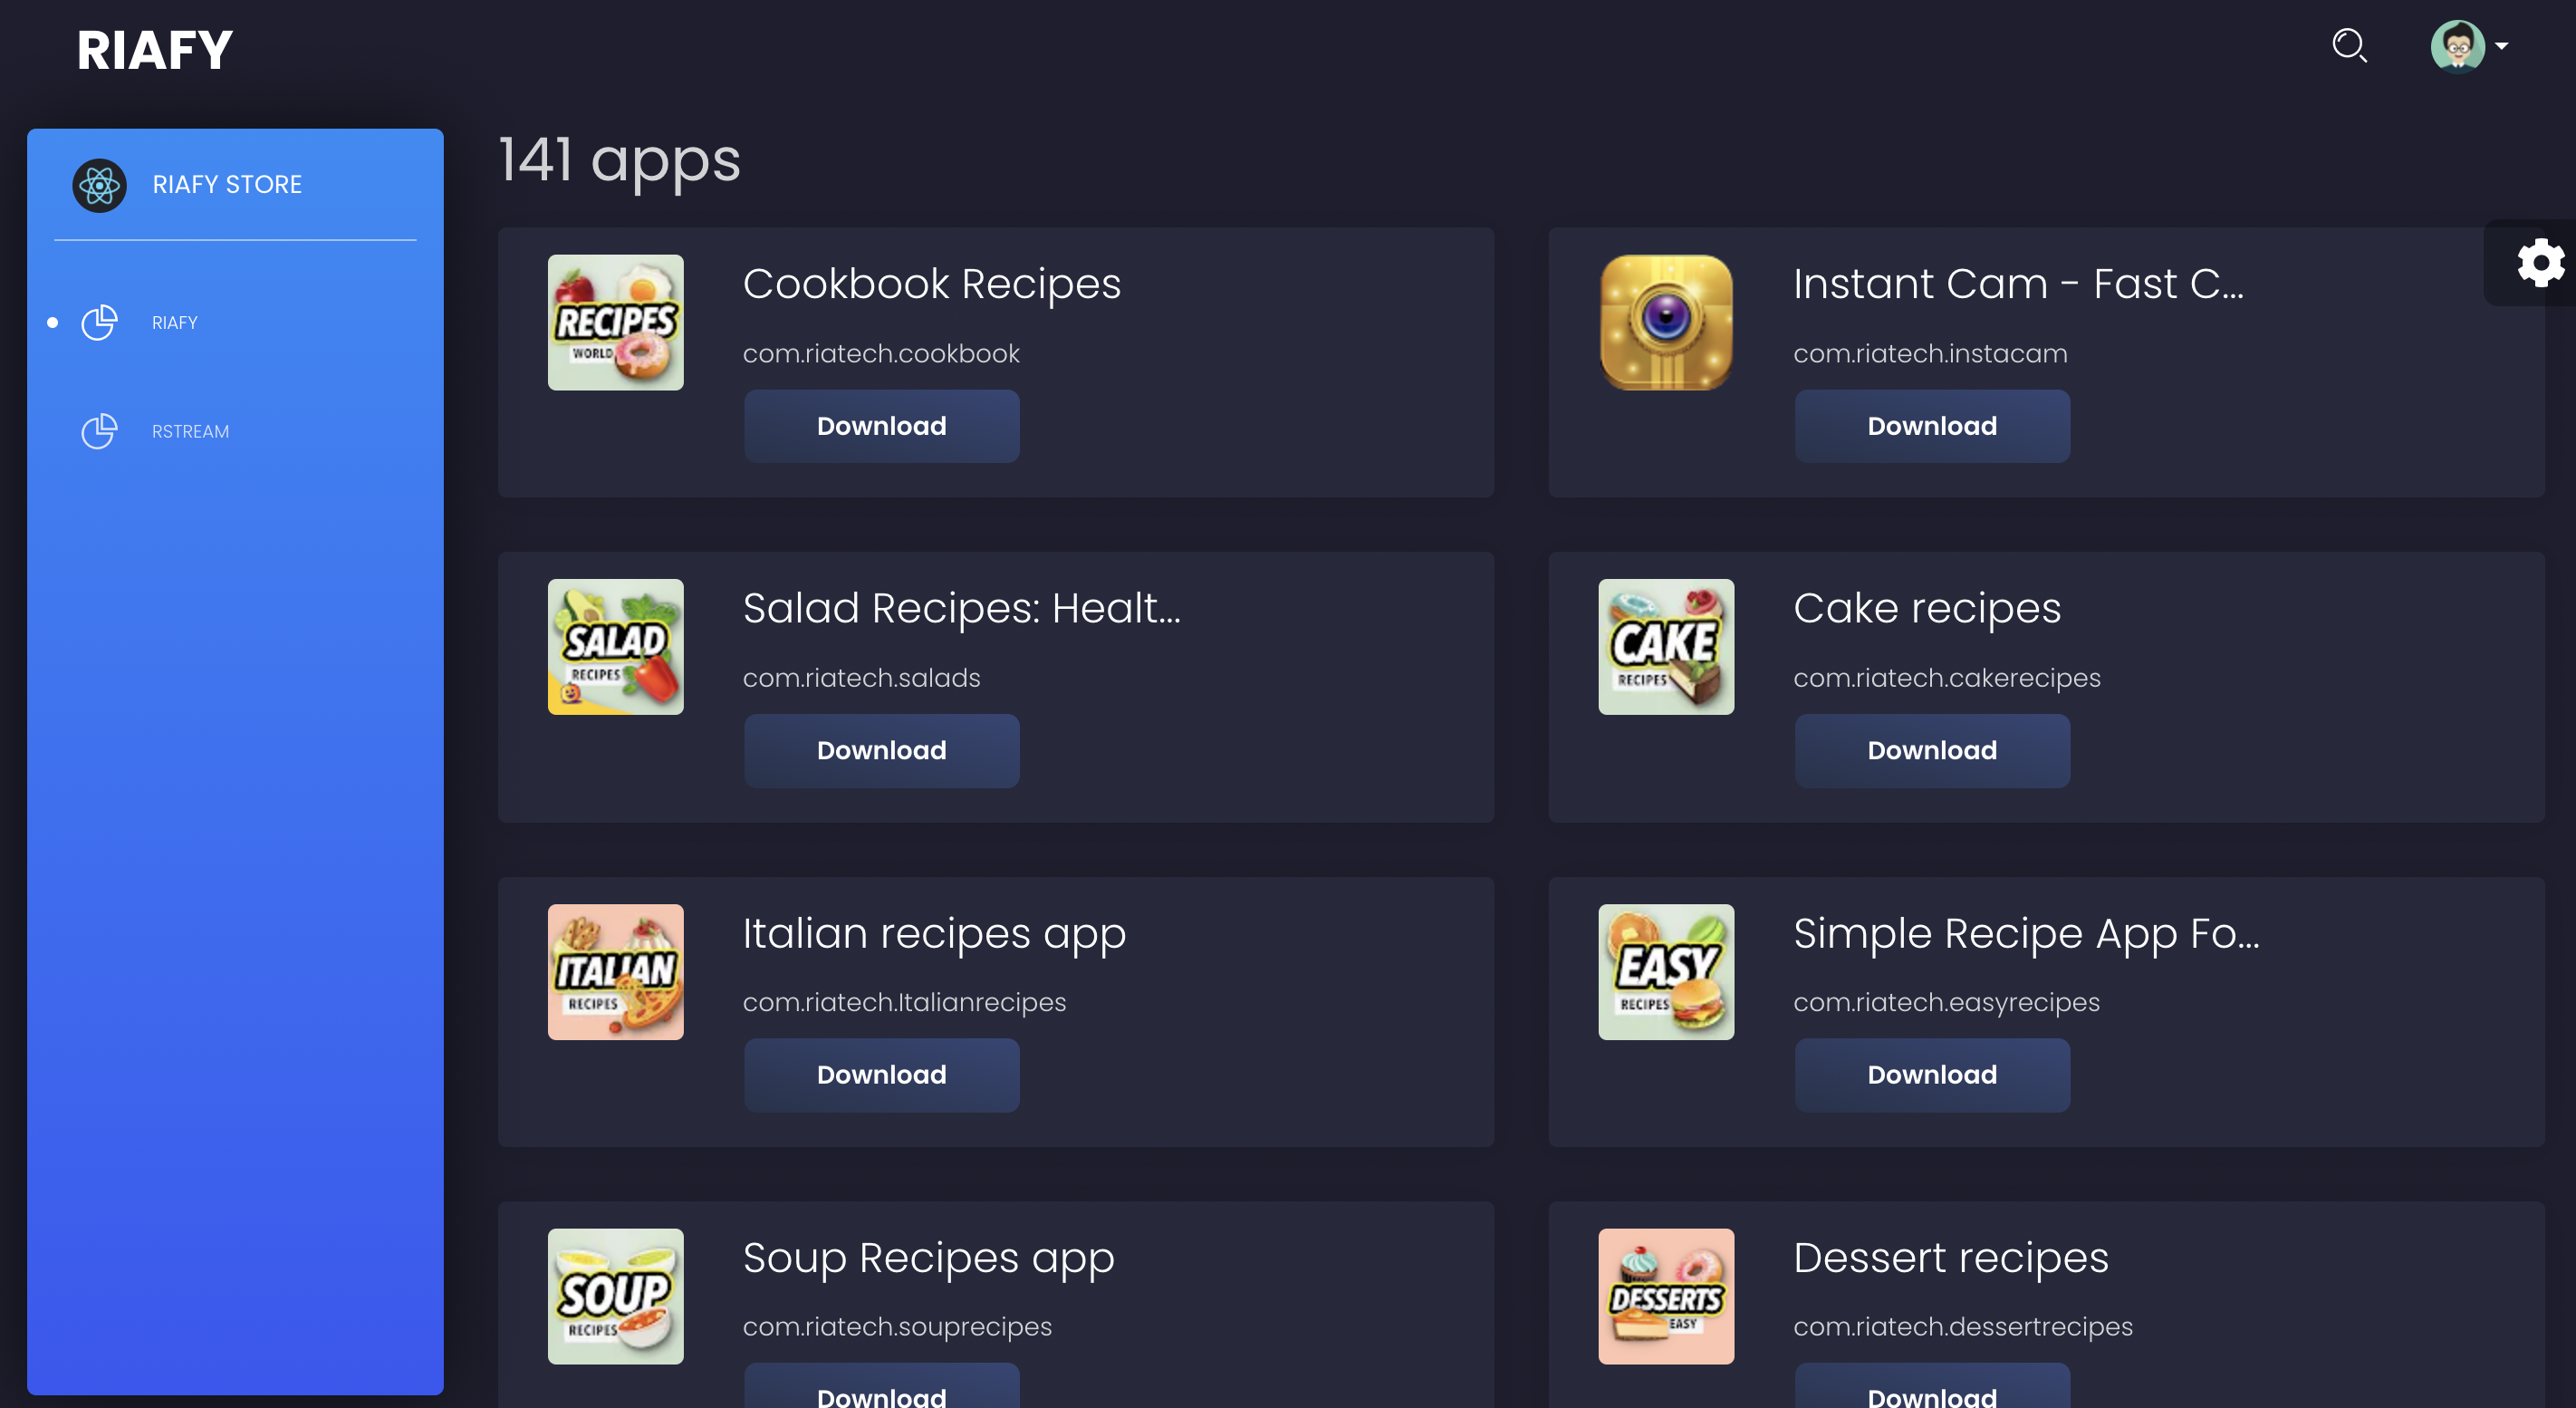 RIAFY
RIAFY STORE
RIAFY
RSTREAM
141 apps
RECIPES
WORLD
Cookbook Recipes
com.riatech.cookbook
Download
Instant Cam - Fast C...
com.riatech.instacam
Download
SALAD
RECIPES
Salad Recipes: Healt...
com.riatech.salads
Download
CAKE
RECIPES
Cake recipes
com.riatech.cakerecipes
Download
ITALIAN
RECIPES
Italian recipes app
com.riatech.Italianrecipes
Download
EASY
RECIPES
Simple Recipe App Fo...
com.riatech.easyrecipes
Download
SOUP
RECIPES
Soup Recipes app
com.riatech.souprecipes
Download
DESSERTS
EASY
Dessert recipes
com.riatech.dessertrecipes
Download